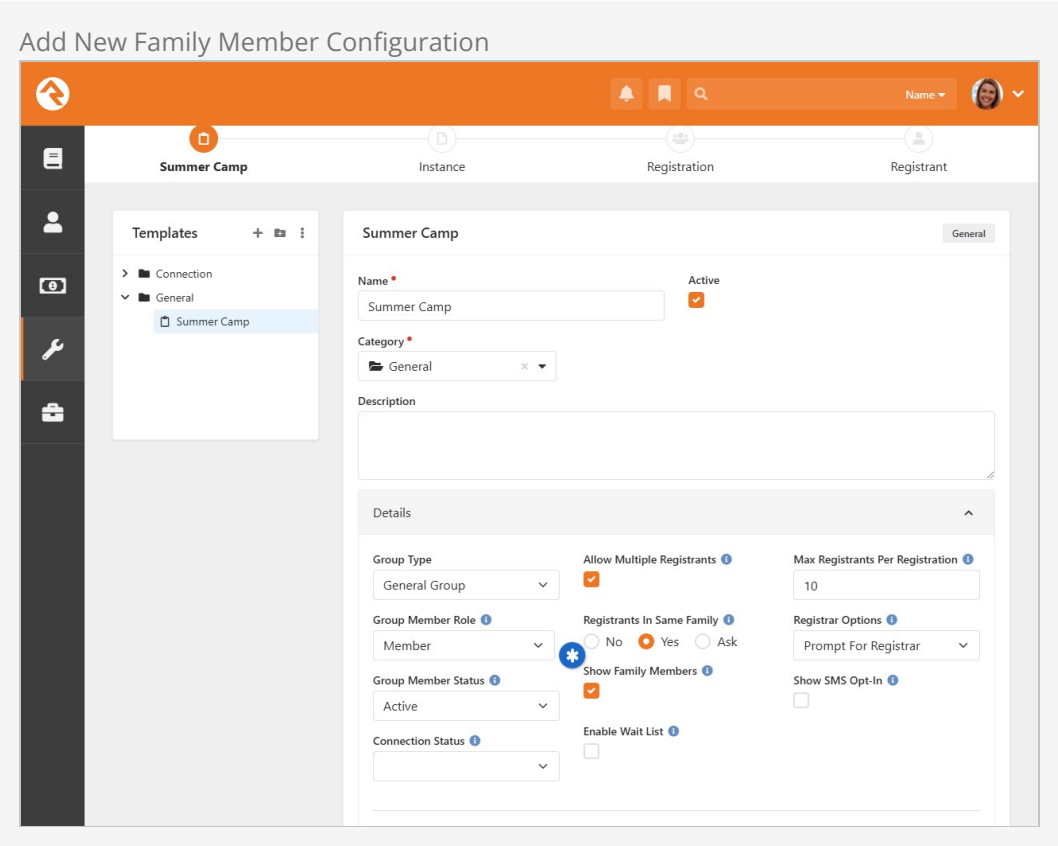 Add New Family Member Configuration
Name
Summer Camp
Instance
Registration
Registrant
Templates
Connection
General
Summer Camp
Summer Camp
General
Name
Active
Summer Camp
Category
General
Description
Details
Group Type
Allow Multiple Registrants
Max Registrants Per Registration
General Group
10
Group Member Role
Registrants In Same Family
Registrar Options
Member
No
Yes
Ask
Prompt For Registrar
Group Member Status
Show Family Members
Show SMS Opt-In
Active
Connection Status
Enable Wait List